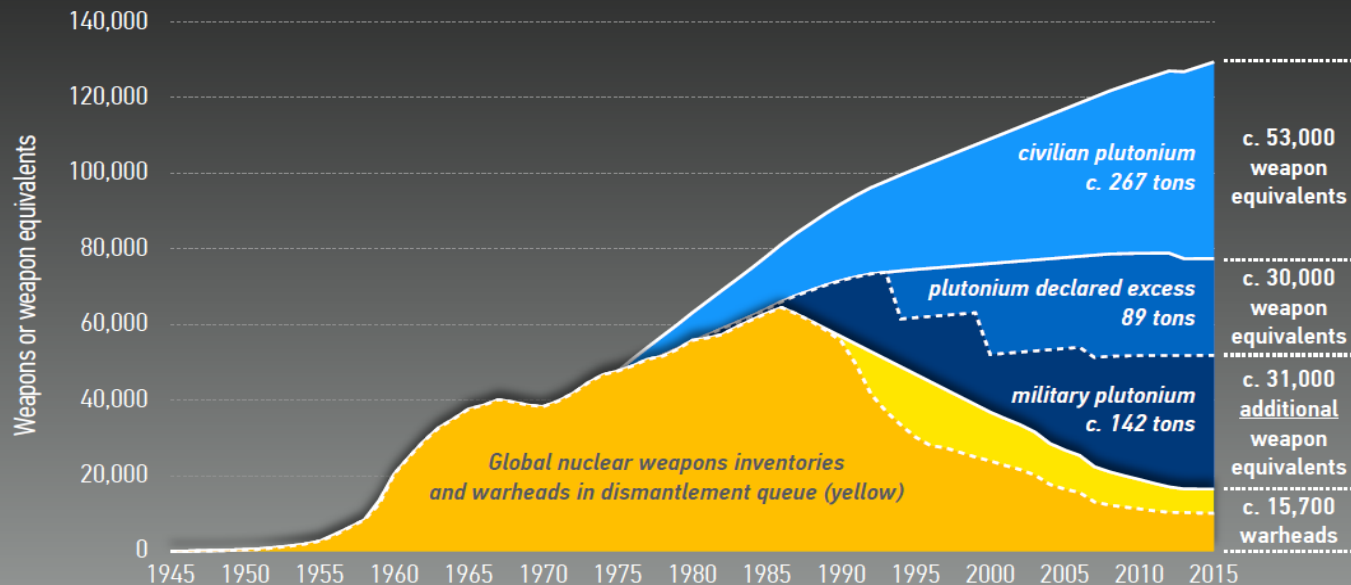 Weapons or weapon equivalents
140,000
120,000
100,000
80,000
60,000
40,000
20,000
0
1945
1950
1955
1960
1965
1970
1975
1980
1985
1990
1995
2000
2005
2010
2015
civilian plutonium
c. 267 tons
plutonium declared excess
89 tons
military plutonium
c. 142 tons
Global nuclear weapons inventories
and warheads in dismantlement queue (yellow)
c. 53,000
weapon
equivalents
c. 30,000
weapon
equivalents
c. 31,000
additional
weapon
equivalents
c. 15,700
warheads